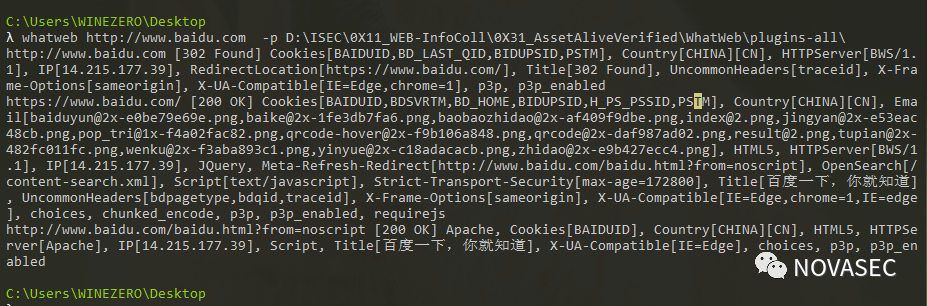 C:\Users\WINEZERO\Desktop
λ whatweb http://www.baidu.com  -p D:\ISEC\0X11_WEB-InfoColl\0X31_AssetAliveVerified\WhatWeb\plugins-all\
http://www.baidu.com [302 Found] Cookies[BAIDUID,BD_LAST_QID,BIDUPSID,PSTM], Country[CHINA][CN], HTTPServer[BWS/1.
1], IP[14.215.177.39], RedirectLocation[https://www.baidu.com/], Title[302 Found], UncommonHeaders[traceid], X-Fra
me-Options[sameorigin], X-UA-Compatible[IE=Edge,chrome=1], p3p, p3p_enabled
https://www.baidu.com/ [200 OK] Cookies[BAIDUID,BDSVRTM,BD_HOME,BIDUPSID,H_PS_PSSID,PSTM], Country[CHINA][CN], Ema
il[baiduyun@2x-e0be79e69e.png,baike@2x-1fe3db7fa6.png,baobaozhidao@2x-af409f9dbe.png,index@2.png,jingyan@2x-e53eac
48cb.png,pop_tri@1x-f4a02fac82.png,qrcode-hover@2x-f9b106a848.png,qrcode@2x-daf987ad02.png,result@2.png,tupian@2x-
482fc011fc.png,wenku@2x-f3aba893c1.png,yinyue@2x-c18adacacb.png,zhidao@2x-e9b427ecc4.png], HTML5, HTTPServer[BWS/1
.1], IP[14.215.177.39], JQuery, Meta-Refresh-Redirect[http://www.baidu.com/baidu.html?from=noscript], OpenSearch[/
content-search.xml], Script[text/javascript], Strict-Transport-Security[max-age=172800], Title[百度一下，你就知道]
, UncommonHeaders[bdpagetype,bdqid,traceid], X-Frame-Options[sameorigin], X-UA-Compatible[IE=Edge,chrome=1,IE=edge
], choices, chunked_encode, p3p, p3p_enabled, requirejs
http://www.baidu.com/baidu.html?from=noscript [200 OK] Apache, Cookies[BAIDUID], Country[CHINA][CN], HTML5, HTTPSe
rver[Apache], IP[14.215.177.39], Script, Title[百度一下，你就知道], X-UA-Compatible[IE=Edge], choices, p3p, p3p_en
abled
NOVASEC
C:\Users\WINEZERO\Desktop